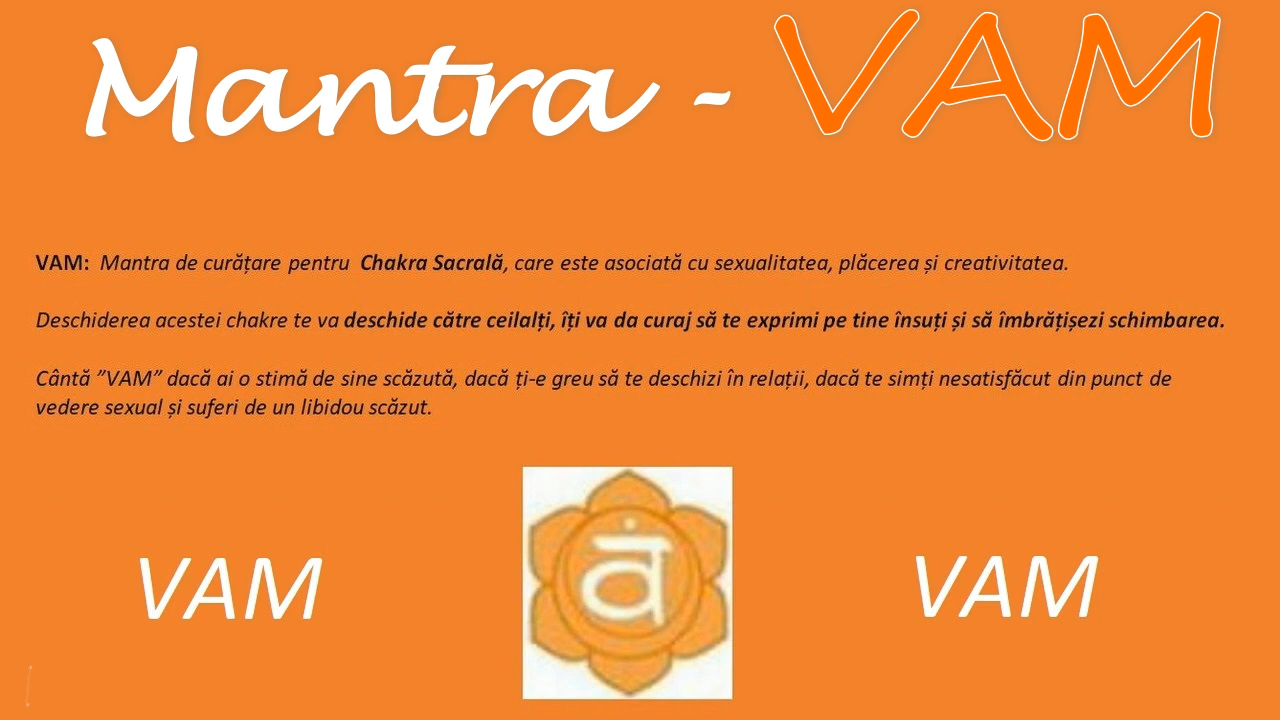 Mantra - VAM
VAM: Mantra de curățare pentru Chakra Sacrală, care este asociată cu sexualitatea, plăcerea și creativitatea.
Deschiderea acestei chakre te va deschide către ceilalți, îți va da curaj să te exprimi pe tine însuți și să îmbrățișezi schimbarea.
Cântă ”VAM” dacă ai o stimă de sine scăzută, dacă ți-e greu să te deschizi în relații, dacă te simți nesatisfăcut din punct de
vedere sexual și suferi de un libidou scăzut.
VAM
वं
VAM